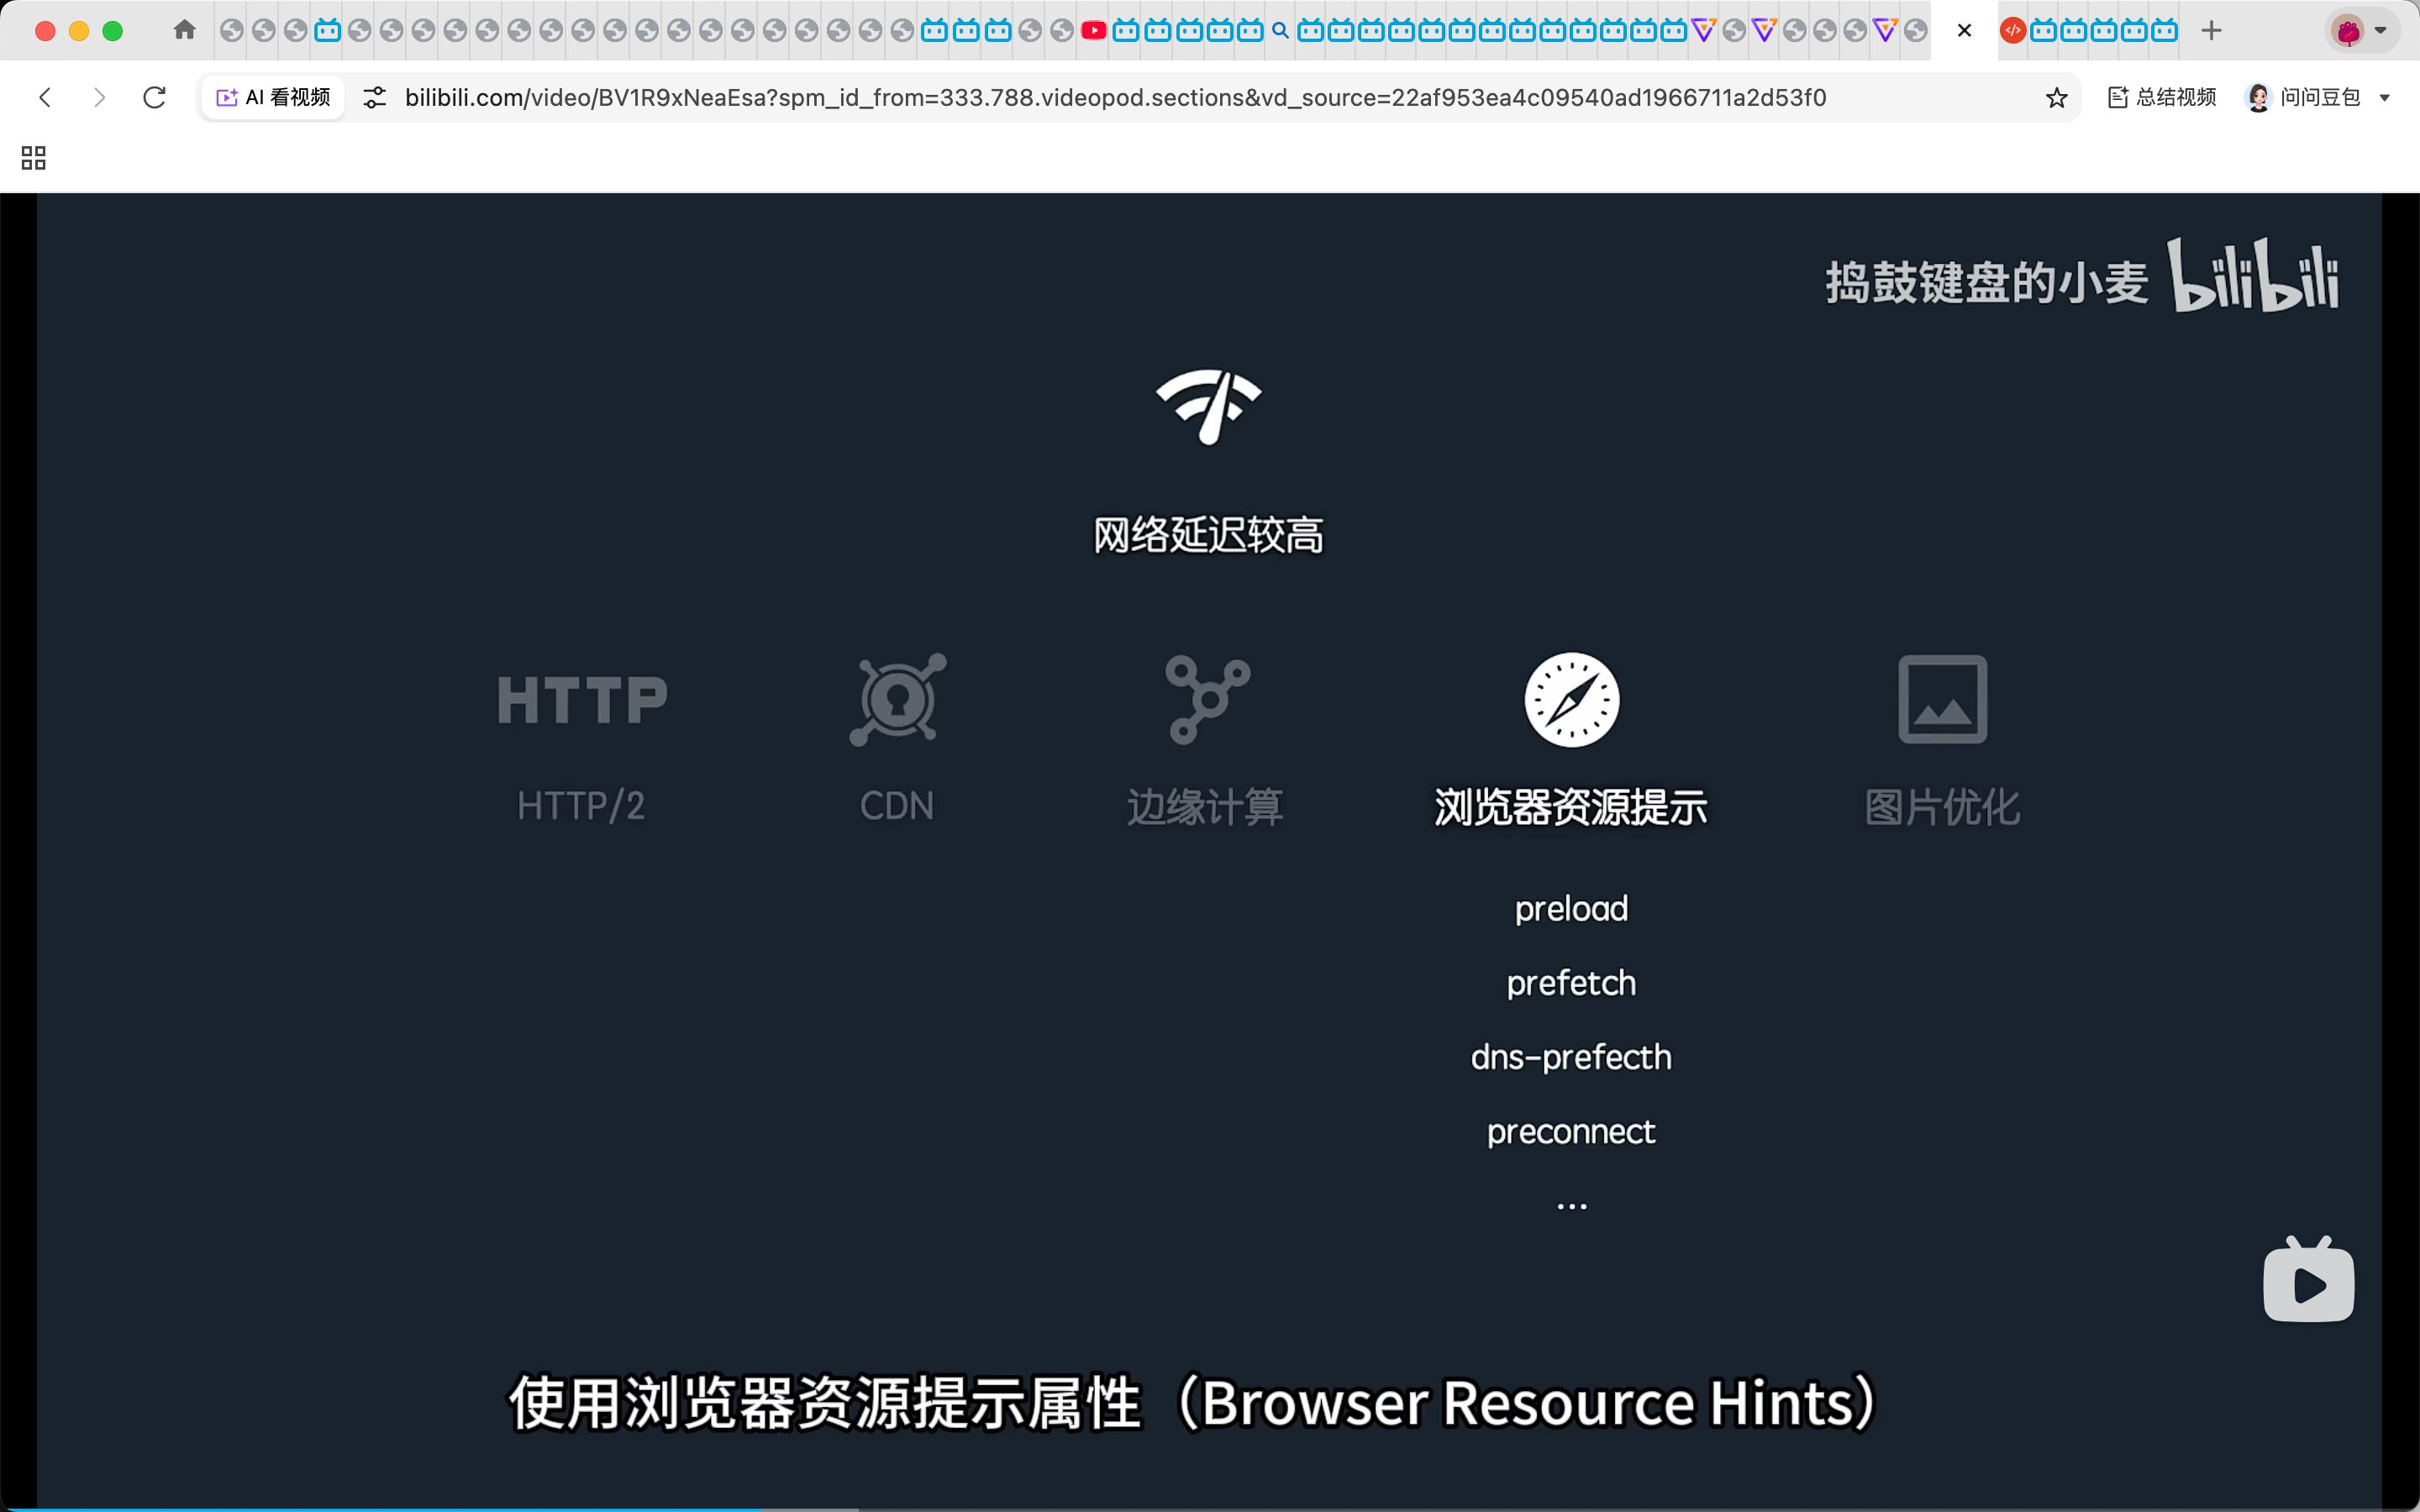 AI 看视频
bilibili.com/video/BV1R9xNeaEsa?spm_id_from=333.788.videopod.sections&vd_source=22af953ea4c09540ad1966711a2d53f0
总结视频
问问豆包
捣鼓键盘的小麦 bilibili
网络延迟较高
HTTP
HTTP/2
CDN
边缘计算
浏览器资源提示
图片优化
preload
prefetch
dns-prefecth
preconnect
...
使用浏览器资源提示属性（Browser Resource Hints）